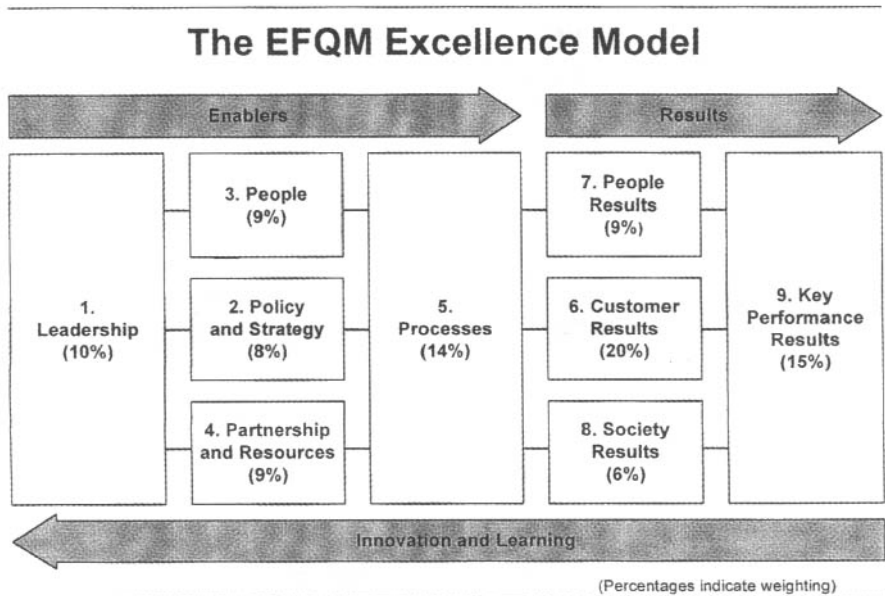 The EFQM Excellence Model
Enablers
Results
1.
Leadership
(10%)
3. People
(9%)
2. Policy
and Strategy
(8%)
4. Partnership
and Resources
(9%)
5.
Processes
(14%)
7. People
Results
(9%)
6. Customer
Results
(20%)
8. Society
Results
(6%)
9. Key
Performance
Results
(15%)
Innovation and Learning
(Percentages indicate weighting)